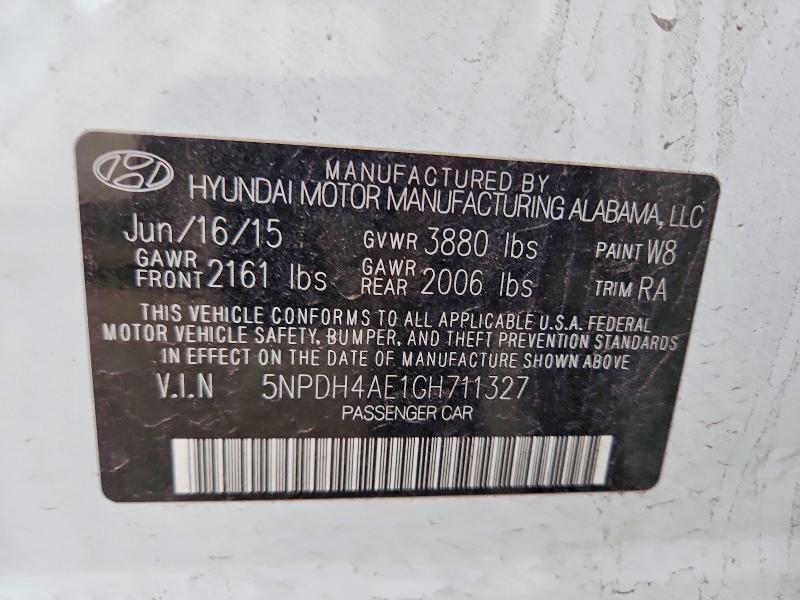 MANUFACTURED BY
HYUNDAI MOTOR MANUFACTURING ALABAMA, LLC
Jun/16/15 GVWR 3880 lbs PAINT W8
GAWR FRONT 2161 lbs GAWR REAR 2006 lbs TRIM RA
THIS VEHICLE CONFORMS TO ALL APPLICABLE U.S.A. FEDERAL
MOTOR VEHICLE SAFETY, BUMPER, AND THEFT PREVENTION STANDARDS
IN EFFECT ON THE DATE OF MANUFACTURE SHOWN ABOVE
V.I.N 5NPDH4AE1GH711327
PASSENGER CAR